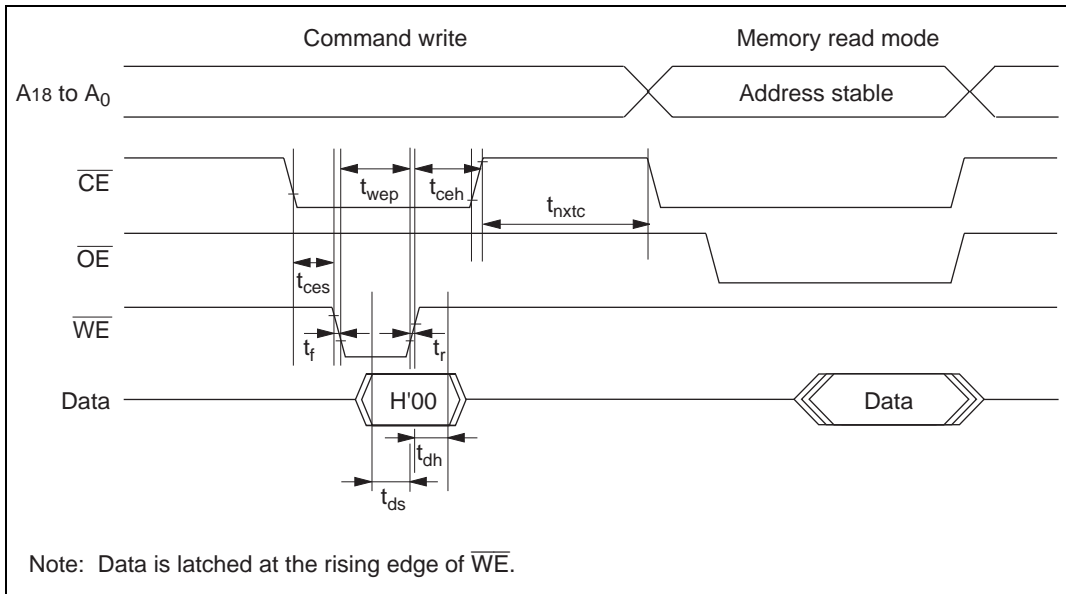 Command write Memory read mode
A18 to A0 Address stable
CE
twep tceh
tnxtc
OE
tces
WE
tf tr
Data H'00 Data
tdh
tds
Note: Data is latched at the rising edge of WE.